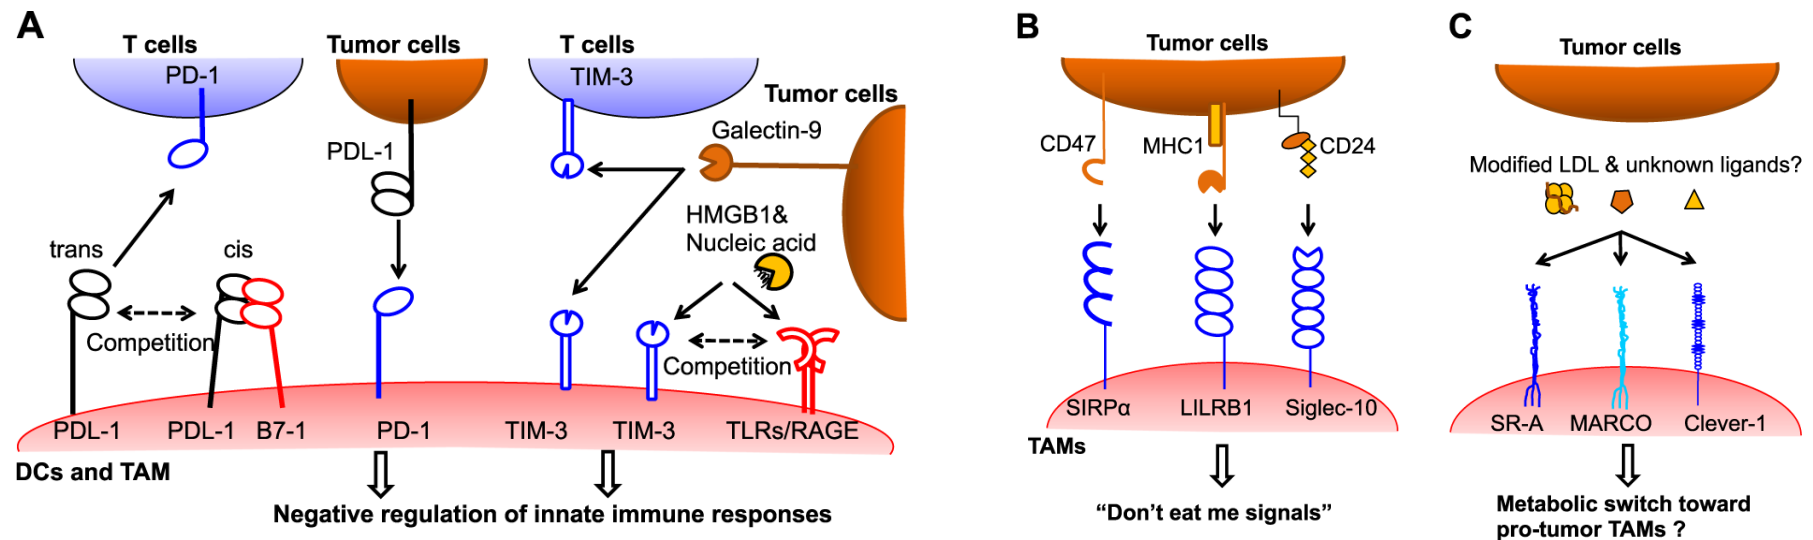 A
T cells
PD-1
Tumor cells
PDL-1
T cells
TIM-3
Tumor cells
Galectin-9
HMGB1&
Nucleic acid
trans
cis
Competition
Competition
PDL-1
PDL-1
B7-1
PD-1
TIM-3
TIM-3
TLRs/RAGE
DCs and TAM
Negative regulation of innate immune responses
B
Tumor cells
CD47
MHC1
CD24
SIRPα
LILRB1
Siglec-10
TAMs
“Don’t eat me signals”
C
Tumor cells
Modified LDL & unknown ligands?
SR-A
MARCO
Clever-1
Metabolic switch toward
pro-tumor TAMs ?